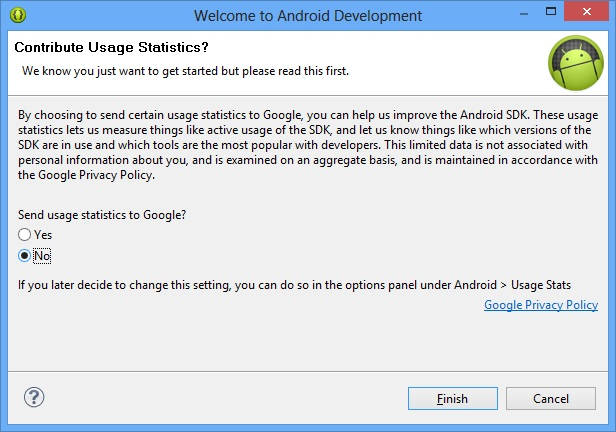 Welcome to Android Development
Contribute Usage Statistics?
We know you just want to get started but please read this first.
By choosing to send certain usage statistics to Google, you can help us improve the Android SDK. These usage
statistics lets us measure things like active usage of the SDK, and let us know things like which versions of the
SDK are in use and which tools are the most popular with developers. This limited data is not associated with
personal information about you, and is examined on an aggregate basis, and is maintained in accordance with
the Google Privacy Policy.
Send usage statistics to Google?
Yes
No
If you later decide to change this setting, you can do so in the options panel under Android > Usage Stats
Google Privacy Policy
?
Finish
Cancel